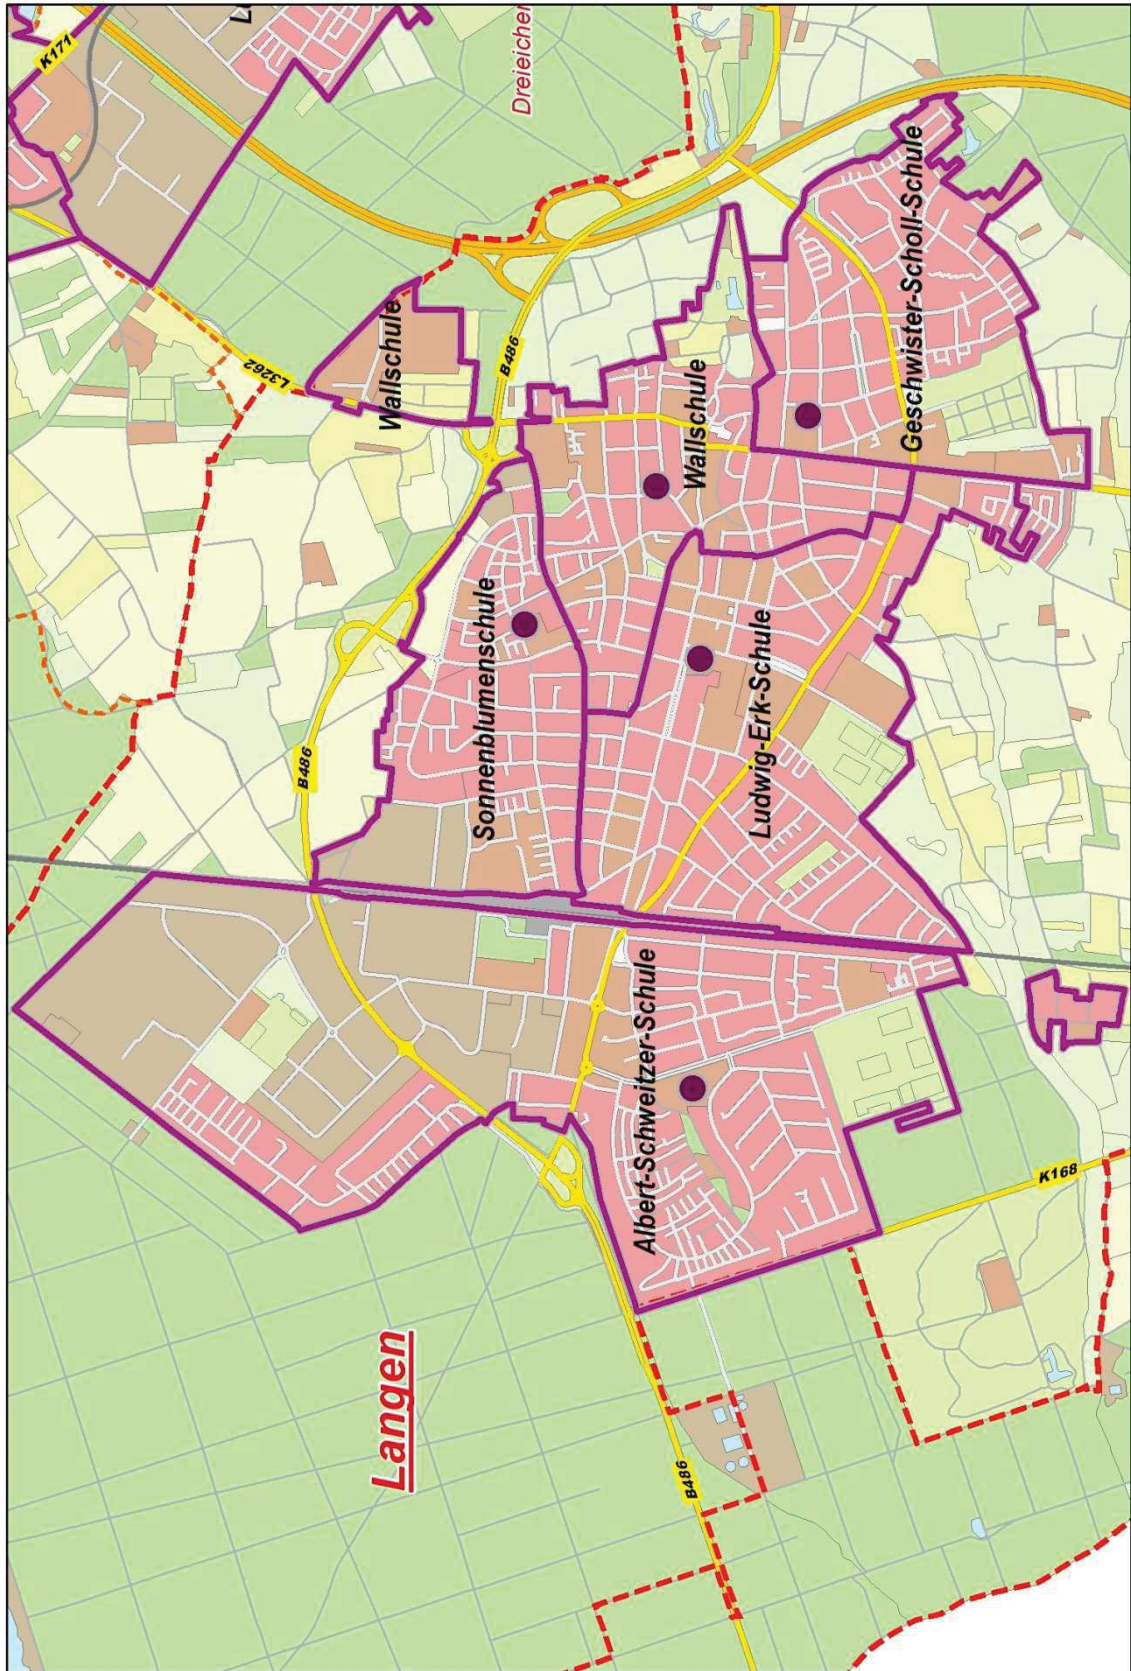 Langen
B486
K168
Albert-Schweitzer-Schule
B486
Sonnenblumenschule
Ludwig-Erk-Schule
Wallschule
L3262
B486
Wallschule
Geschwister-Scholl-Schule
K171
Dreieichen